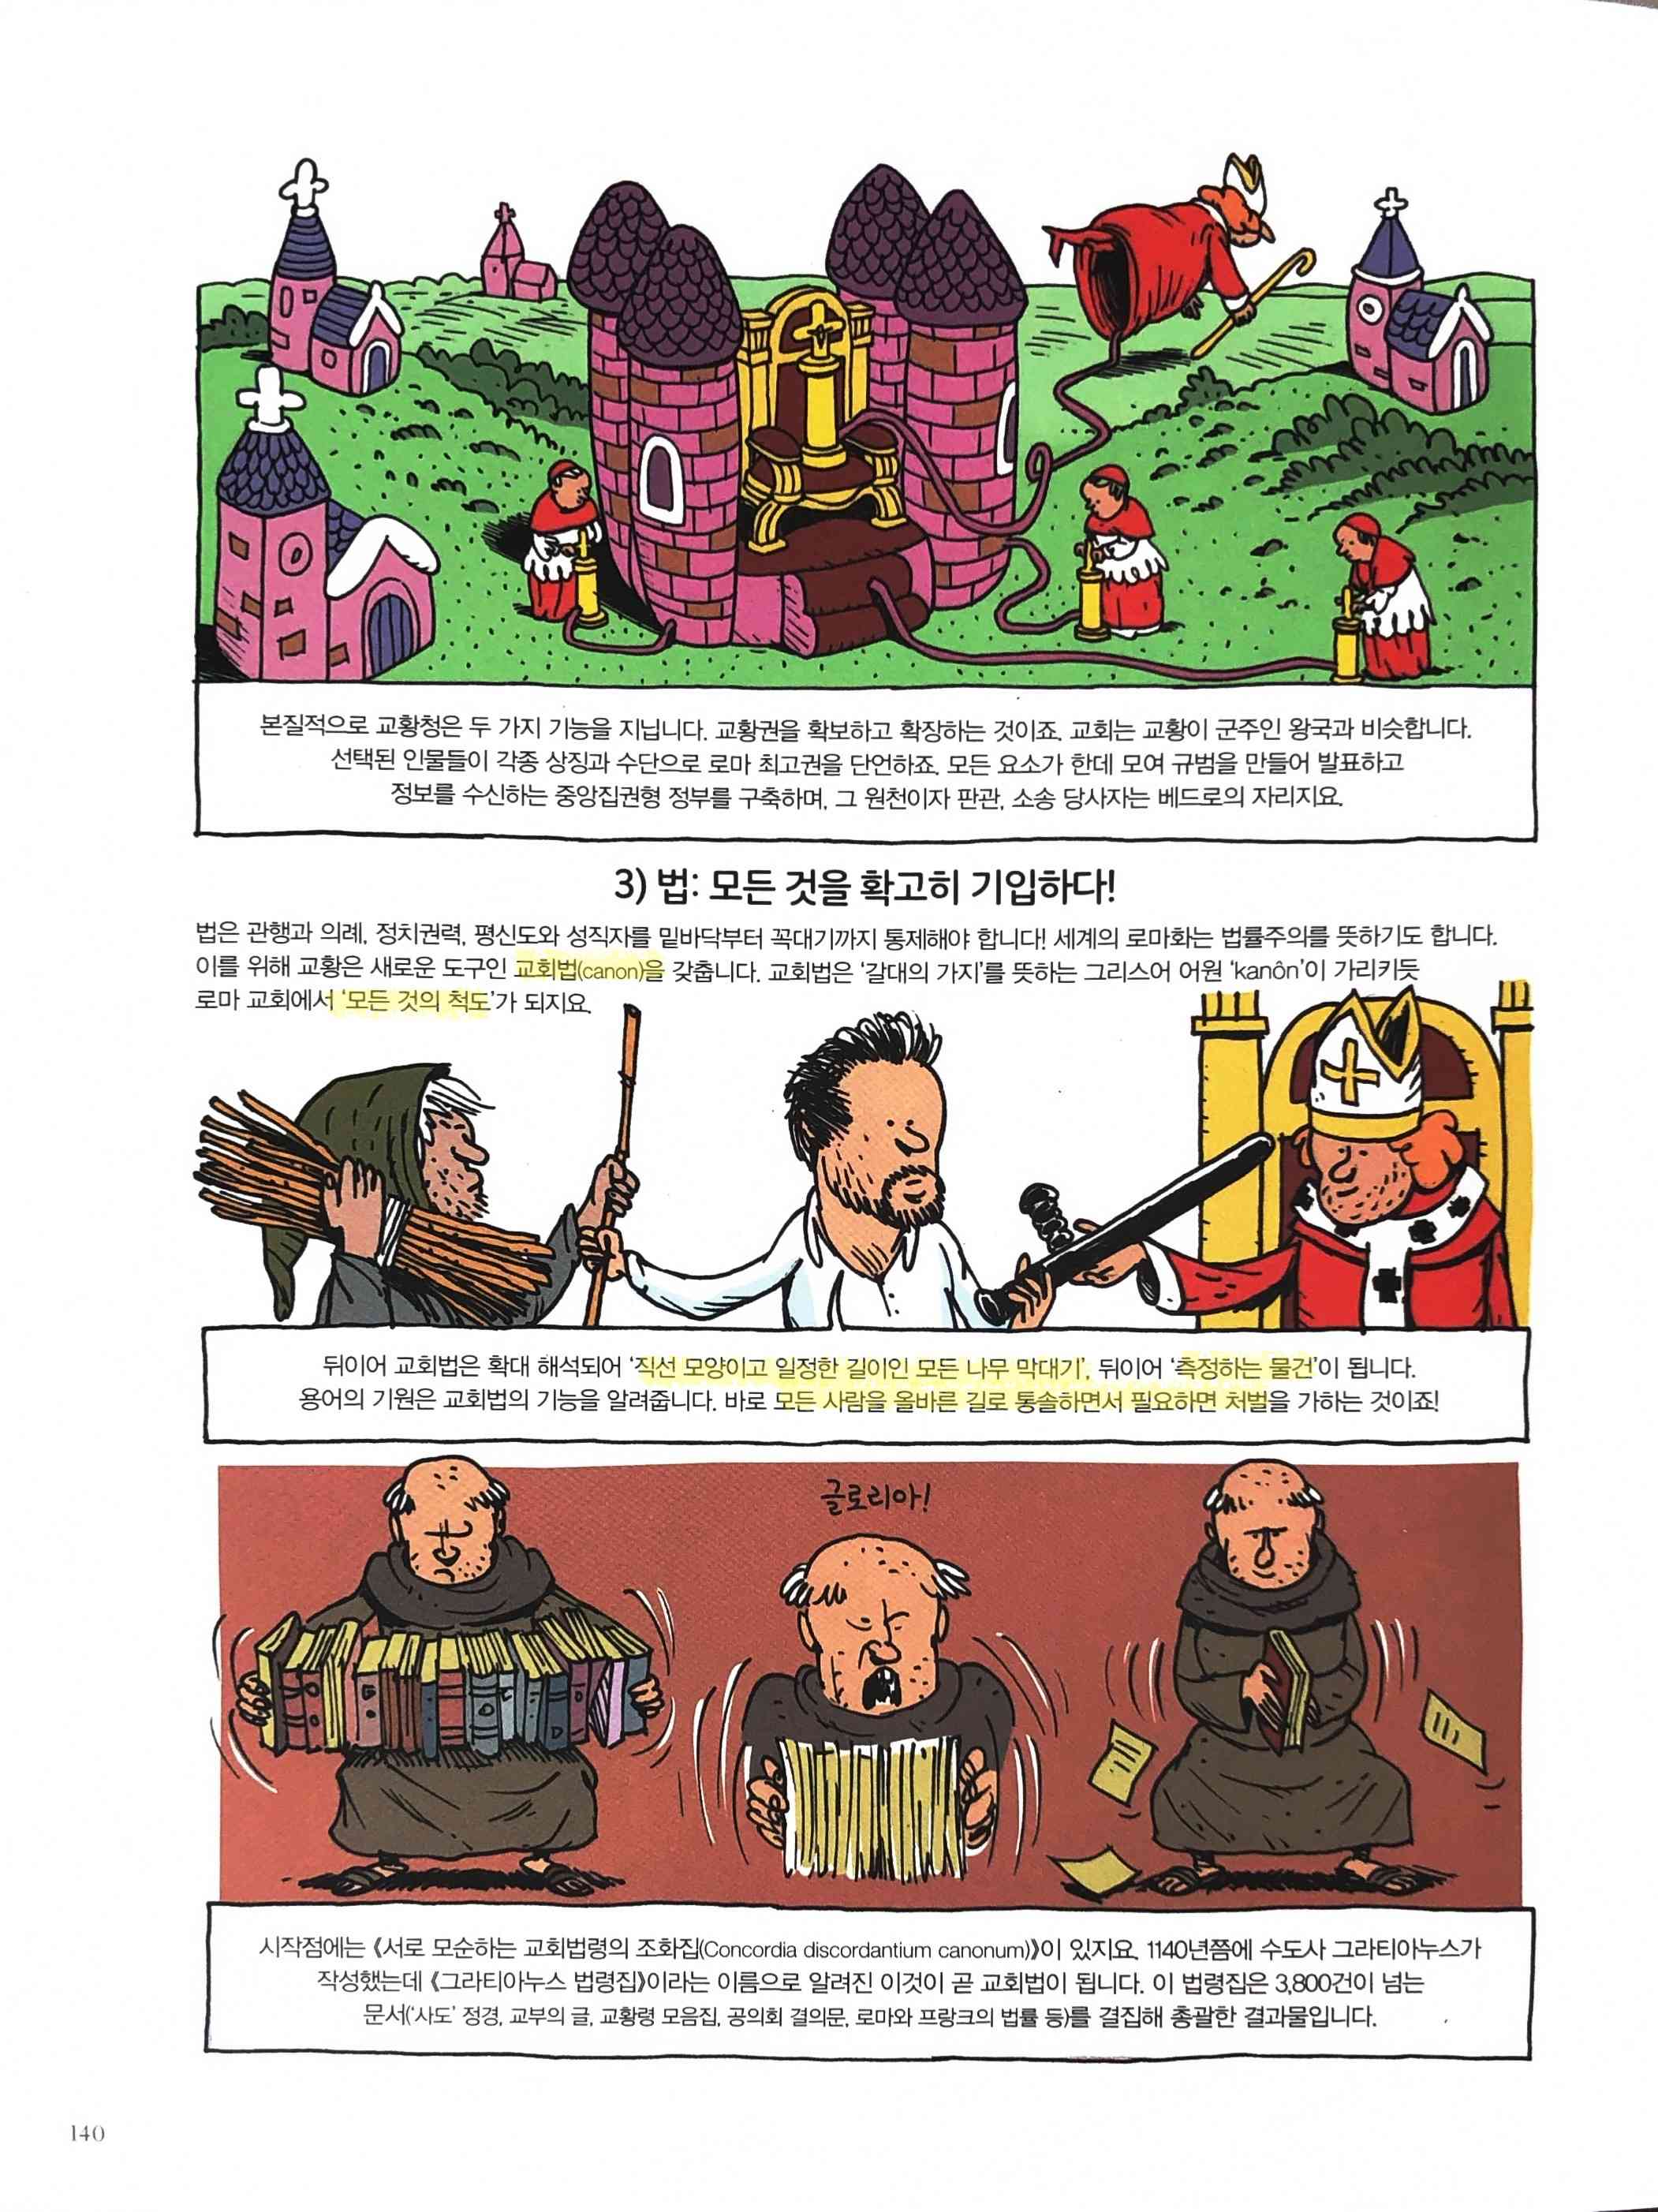 본질적으로 교황청은 두 가지 기능을 지닙니다. 교황권을 확보하고 확장하는 것이죠. 교회는 교황이 군주인 왕국과 비슷합니다.
선택된 인물들이 각종 상징과 수단으로 로마 최고권을 단언하죠. 모든 요소가 한데 모여 규범을 만들어 발표하고
정보를 수신하는 중앙집권형 정부를 구축하며, 그 원천이자 판관, 소송 당사자는 베드로의 자리지요.
3) 법: 모든 것을 확고히 기입하다!
법은 관행과 의례, 정치권력, 평신도와 성직자를 밑바닥부터 꼭대기까지 통제해야 합니다! 세계의 로마화는 법률주의를 뜻하기도 합니다.
이를 위해 교황은 새로운 도구인 교회법(canon)을 갖춥니다. 교회법은 ‘갈대의 가지’를 뜻하는 그리스어 어원 ‘kanôn’이 가리키듯
로마 교회에서 ‘모든 것의 척도’가 되지요.
뒤이어 교회법은 확대 해석되어 ‘직선 모양이고 일정한 길이인 모든 나무 막대기’, 뒤이어 ‘측정하는 물건’이 됩니다.
용어의 기원은 교회법의 기능을 알려줍니다. 바로 모든 사람을 올바른 길로 통솔하면서 필요하면 처벌을 가하는 것이죠!
글로리아!
시작점에는 《서로 모순하는 교회법령의 조화집(Concordia discordantium canonum)》이 있지요. 1140년쯤에 수도사 그라티아누스가
작성했는데 《그라티아누스 법령집》이라는 이름으로 알려진 이것이 곧 교회법이 됩니다. 이 법령집은 3,800건이 넘는
문서(‘사도’ 정경, 교부의 글, 교황령 모음집, 공의회 결의문, 로마와 프랑크의 법률 등)를 결집해 총괄한 결과물입니다.
140